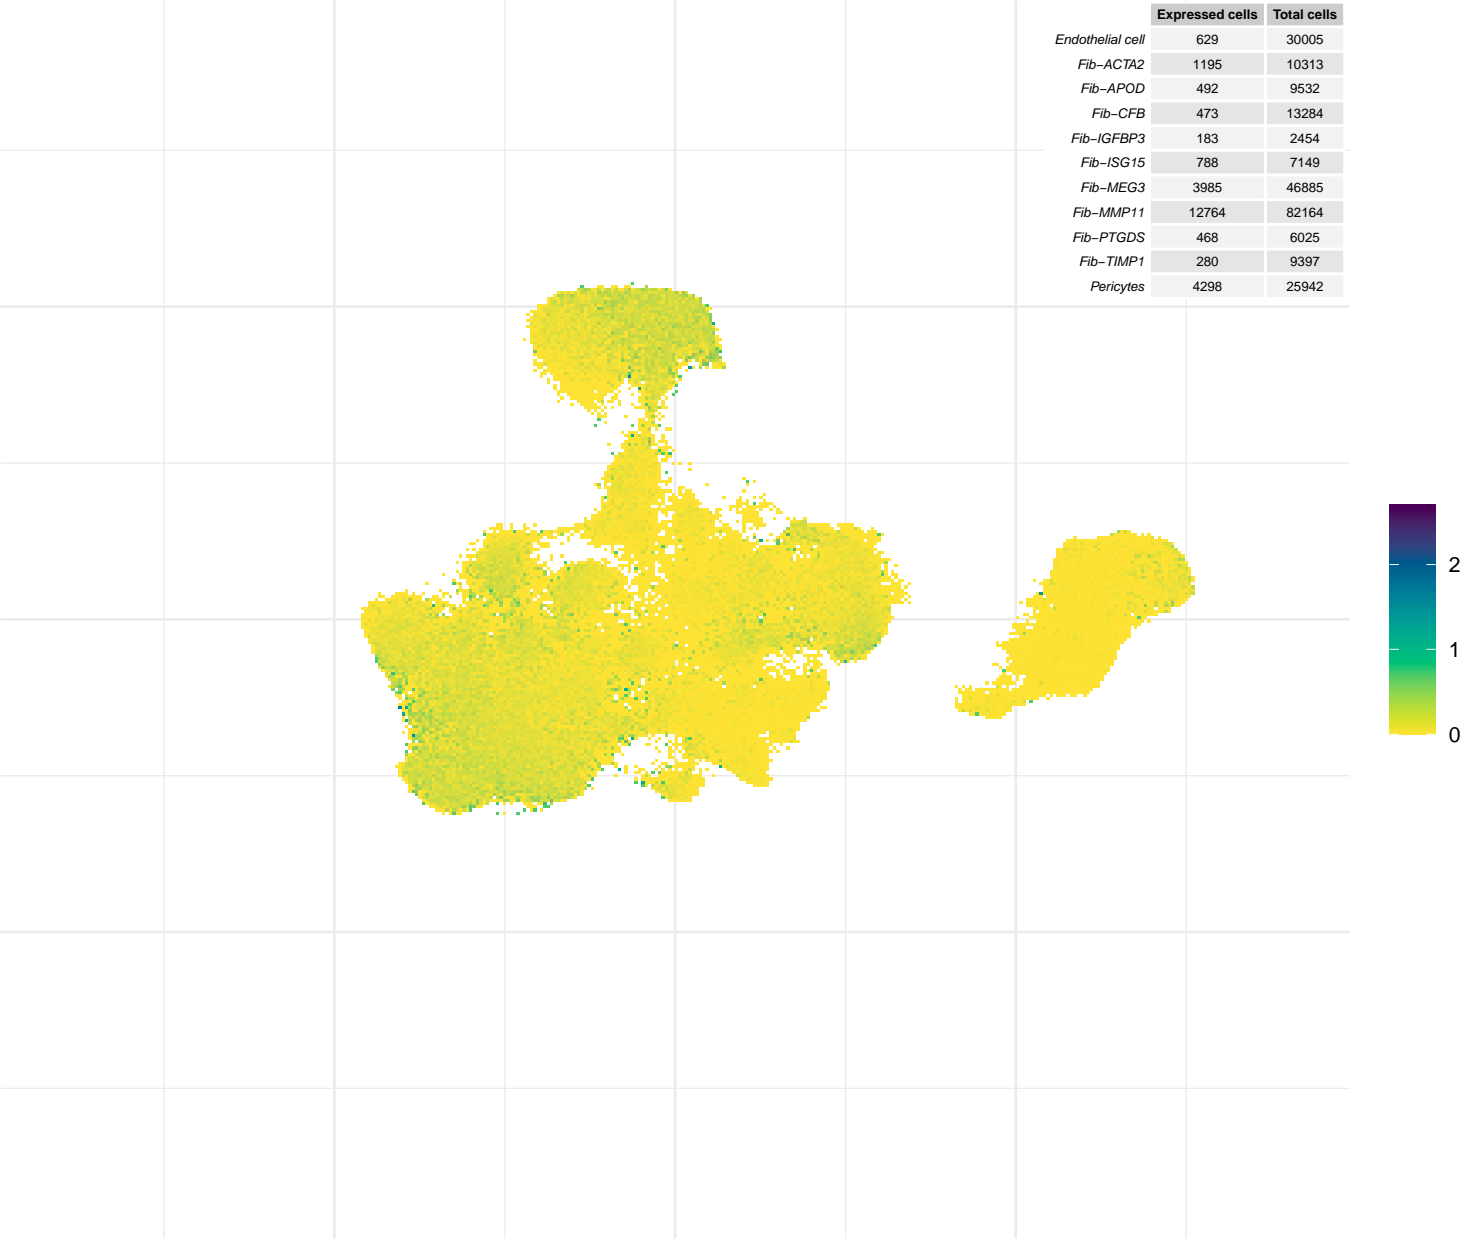 Expressed cells Total cells
Endothelial cell 629 30005
Fib−ACTA2 1195 10313
Fib−APOD 492 9532
Fib−CFB 473 13284
Fib−IGFBP3 183 2454
Fib−ISG15 788 7149
Fib−MEG3 3985 46885
Fib−MMP11 12764 82164
Fib−PTGDS 468 6025
Fib−TIMP1 280 9397
Pericytes 4298 25942
2
1
0